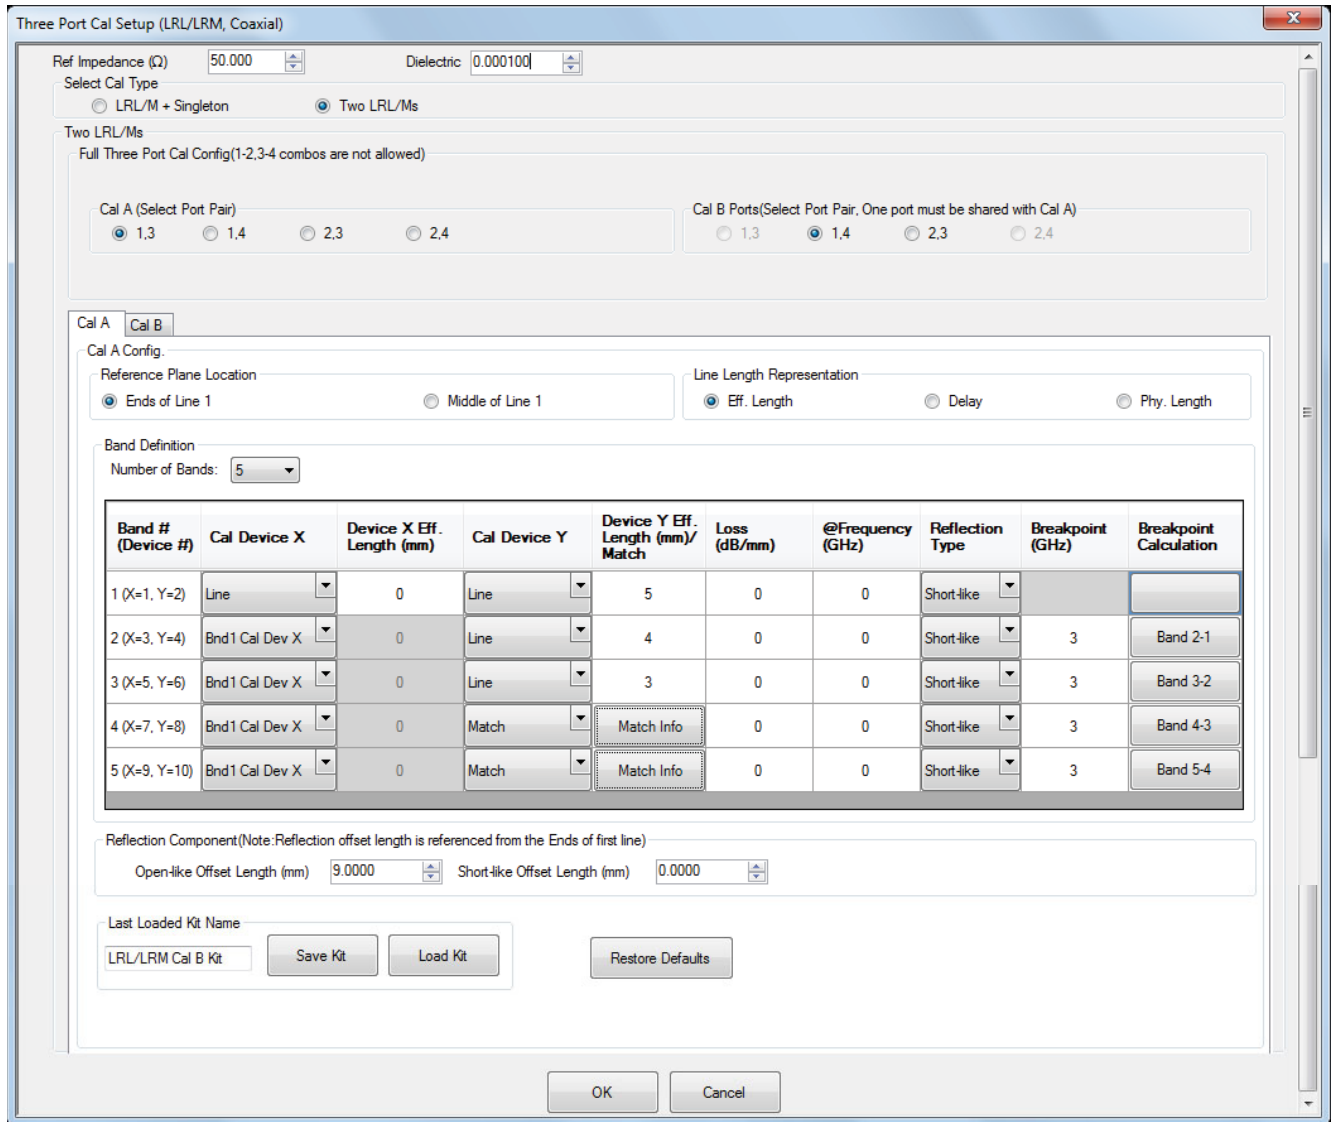 Three Port Cal Setup (LRL/LRM, Coaxial)
Ref Impedance (Ω) 50.000 Dielectric 0.000100
Select Cal Type
LRL/M + Singleton Two LRL/Ms
Two LRL/Ms
Full Three Port Cal Config(1-2,3-4 combos are not allowed)
Cal A (Select Port Pair) Cal B Ports(Select Port Pair, One port must be shared with Cal A)
1,3 1,4 2,3 2,4 1,3 1,4 2,3 2,4
Cal A Cal B
Cal A Config.
Reference Plane Location Line Length Representation
Ends of Line 1 Middle of Line 1 Eff. Length Delay Phy. Length
Band Definition
Number of Bands: 5
Band # (Device #) Cal Device X Device X Eff. Length (mm) Cal Device Y Device Y Eff. Length (mm)/ Match Loss (dB/mm) @Frequency (GHz) Reflection Type Breakpoint (GHz) Breakpoint Calculation
1 (X=1, Y=2) Line 0 Line 5 0 0 Short-like
2 (X=3, Y=4) Bnd1 Cal Dev X 0 Line 4 0 0 Short-like 3 Band 2-1
3 (X=5, Y=6) Bnd1 Cal Dev X 0 Line 3 0 0 Short-like 3 Band 3-2
4 (X=7, Y=8) Bnd1 Cal Dev X 0 Match Match Info 0 0 Short-like 3 Band 4-3
5 (X=9, Y=10) Bnd1 Cal Dev X 0 Match Match Info 0 0 Short-like 3 Band 5-4
Reflection Component(Note:Reflection offset length is referenced from the Ends of first line)
Open-like Offset Length (mm) 9.0000 Short-like Offset Length (mm) 0.0000
Last Loaded Kit Name
LRL/LRM Cal B Kit Save Kit Load Kit Restore Defaults
OK Cancel